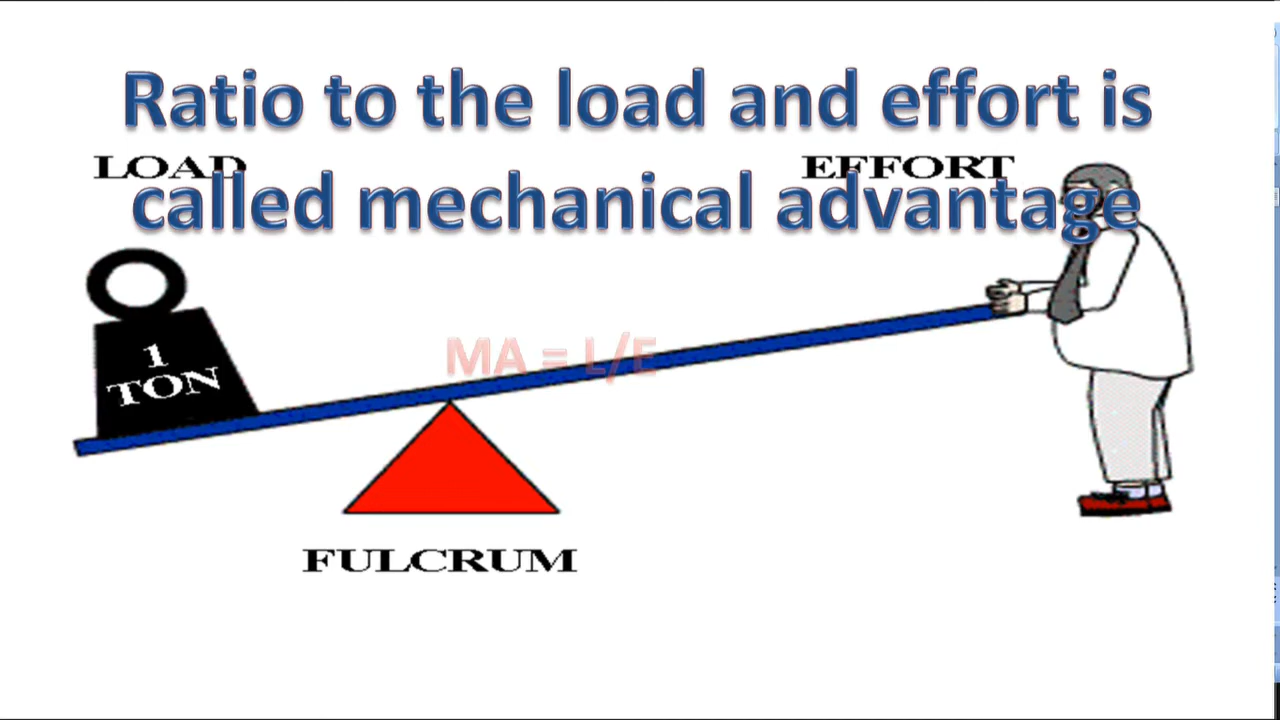 Ratio to the load and effort is
called mechanical advantage
LOAD
EFFORT
MA = L/E
1
TON
FULCRUM